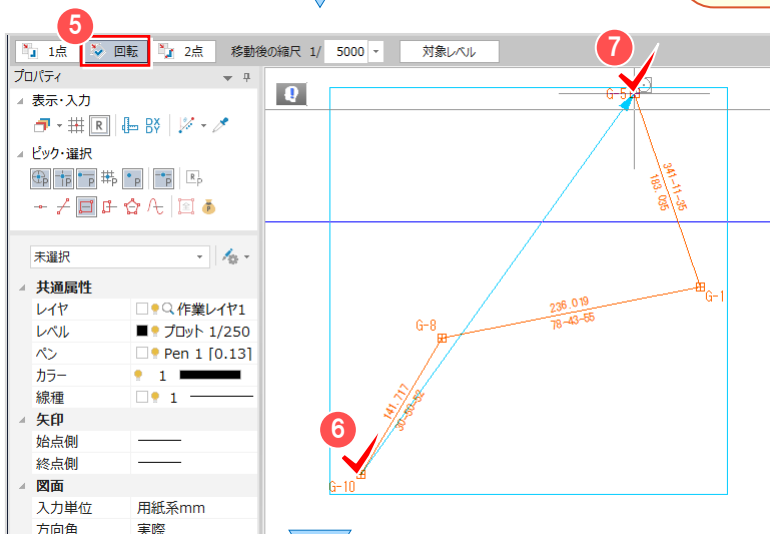 5
1点 回転 2点 移動後の縮尺 1/ 5000 対象レベル
7
プロパティ
表示・入力
R
DX
BY
ピック・選択
P P P P P P R P
未選択
共通属性
レイヤ 作業レイヤ1
レベル プロット 1/250
ペン Pen 1 [0.13]
カラー 1
線種 1
矢印
始点側
終点側
図面
入力単位 用紙系mm
方向角 実際
G-5
341-11-35
183.095
G-1
236.019
78-43-55
G-8
141.717
30-50-52
6
G-10